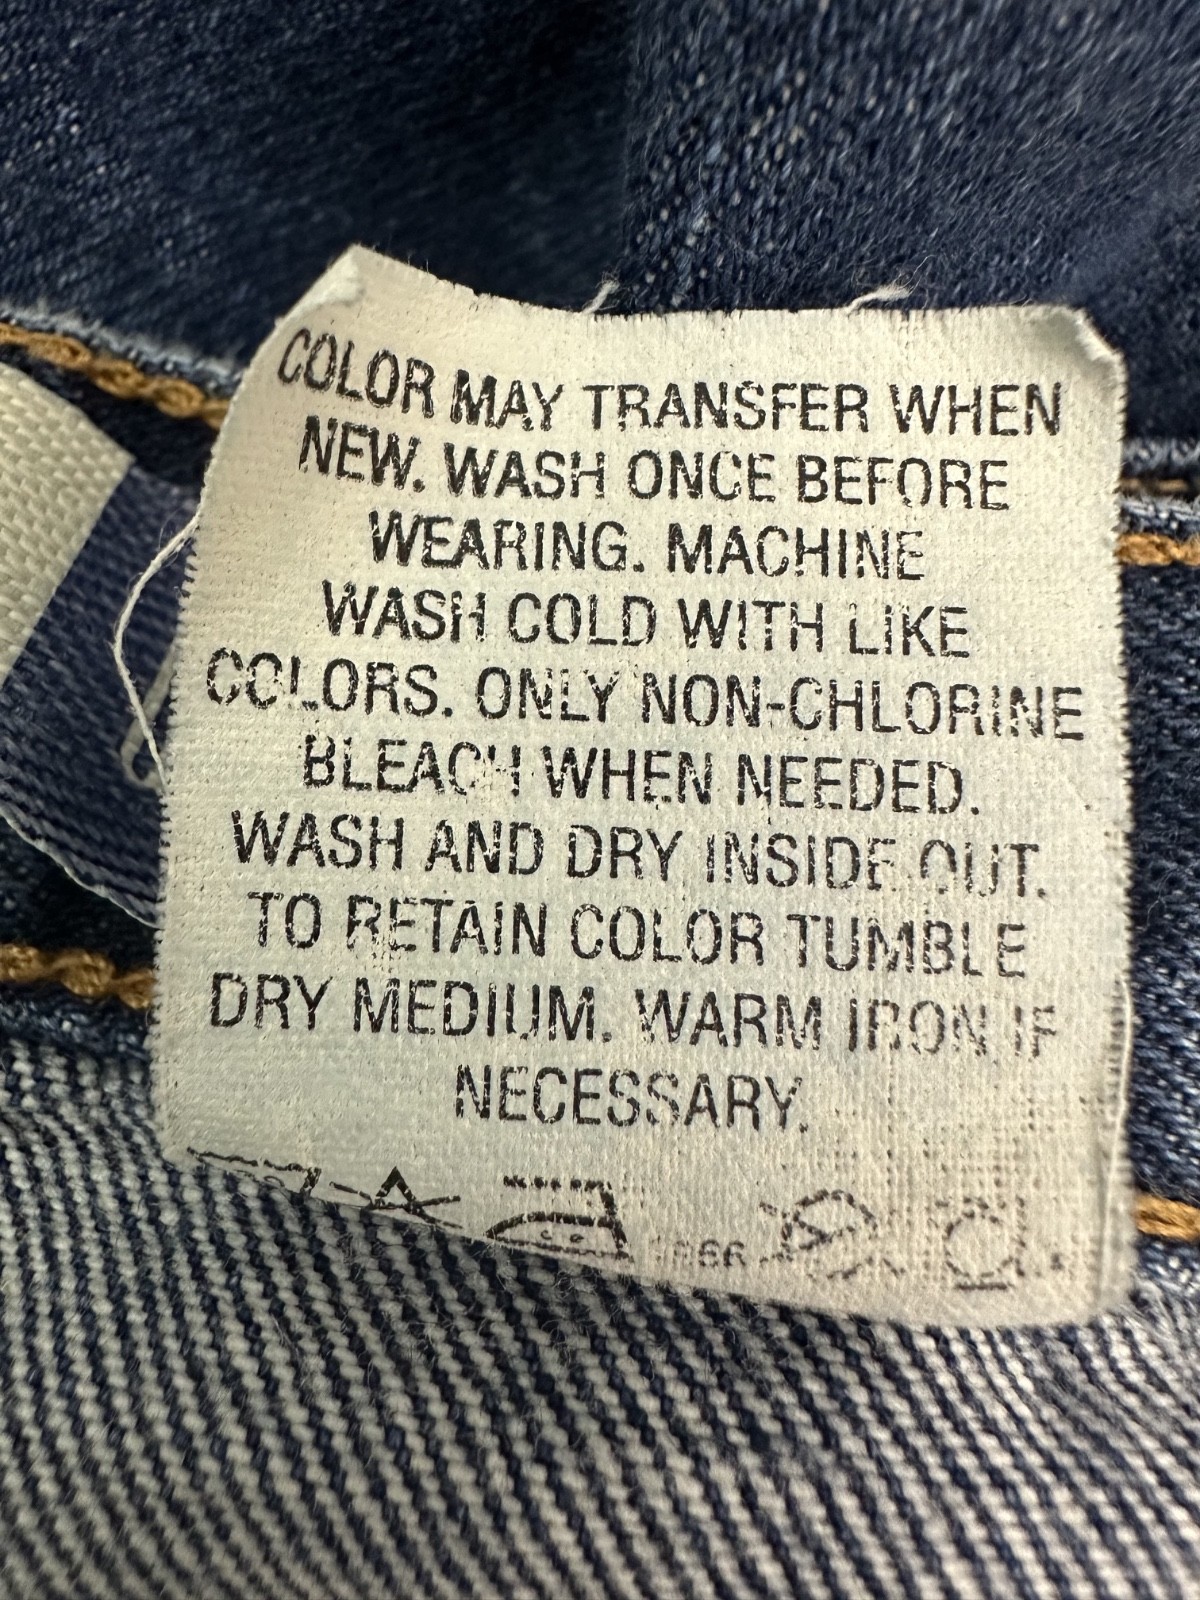 COLOR MAY TRANSFER WHEN
NEW. WASH ONCE BEFORE
WEARING. MACHINE
WASH COLD WITH LIKE
COLORS. ONLY NON-CHLORINE
BLEACH WHEN NEEDED.
WASH AND DRY INSIDE OUT.
TO RETAIN COLOR TUMBLE
DRY MEDIUM. WARM IRON IF
NECESSARY.